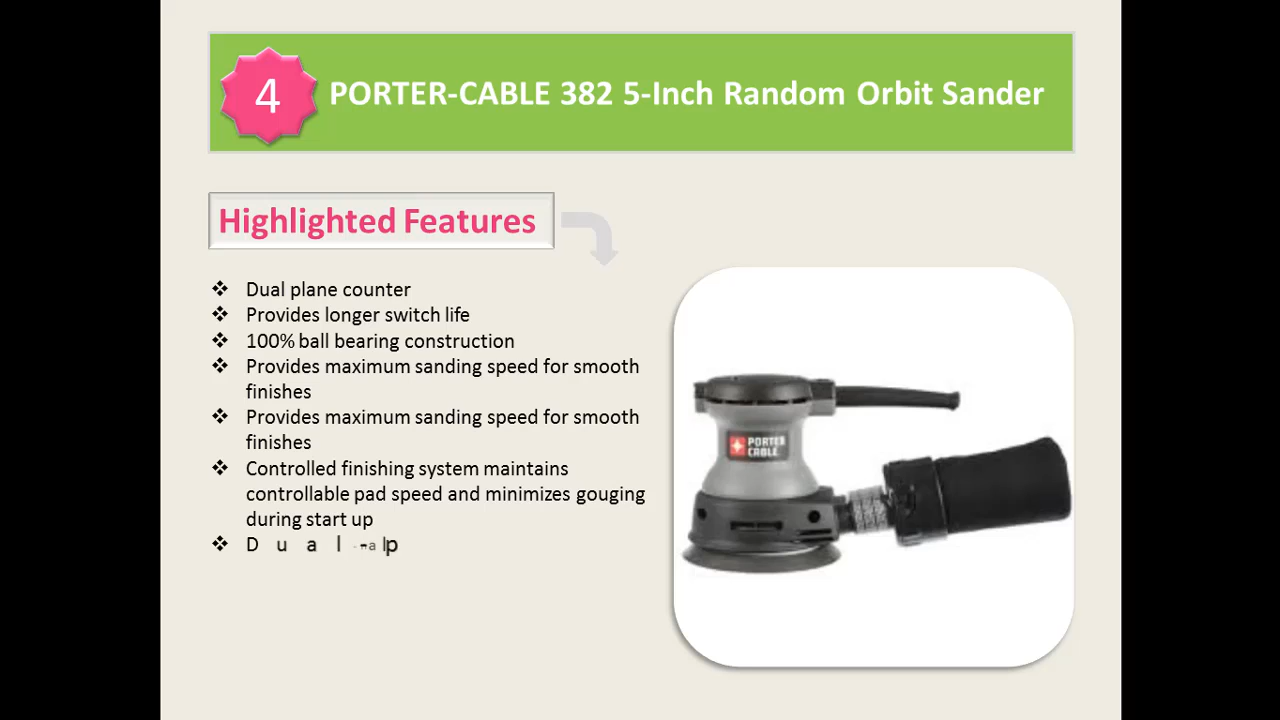 4
PORTER-CABLE 382 5-Inch Random Orbit Sander
Highlighted Features
❖ Dual plane counter
❖ Provides longer switch life
❖ 100% ball bearing construction
❖ Provides maximum sanding speed for smooth
finishes
❖ Provides maximum sanding speed for smooth
finishes
❖ Controlled finishing system maintains
controllable pad speed and minimizes gouging
during start up
❖ Dual
PORTER
CABLE